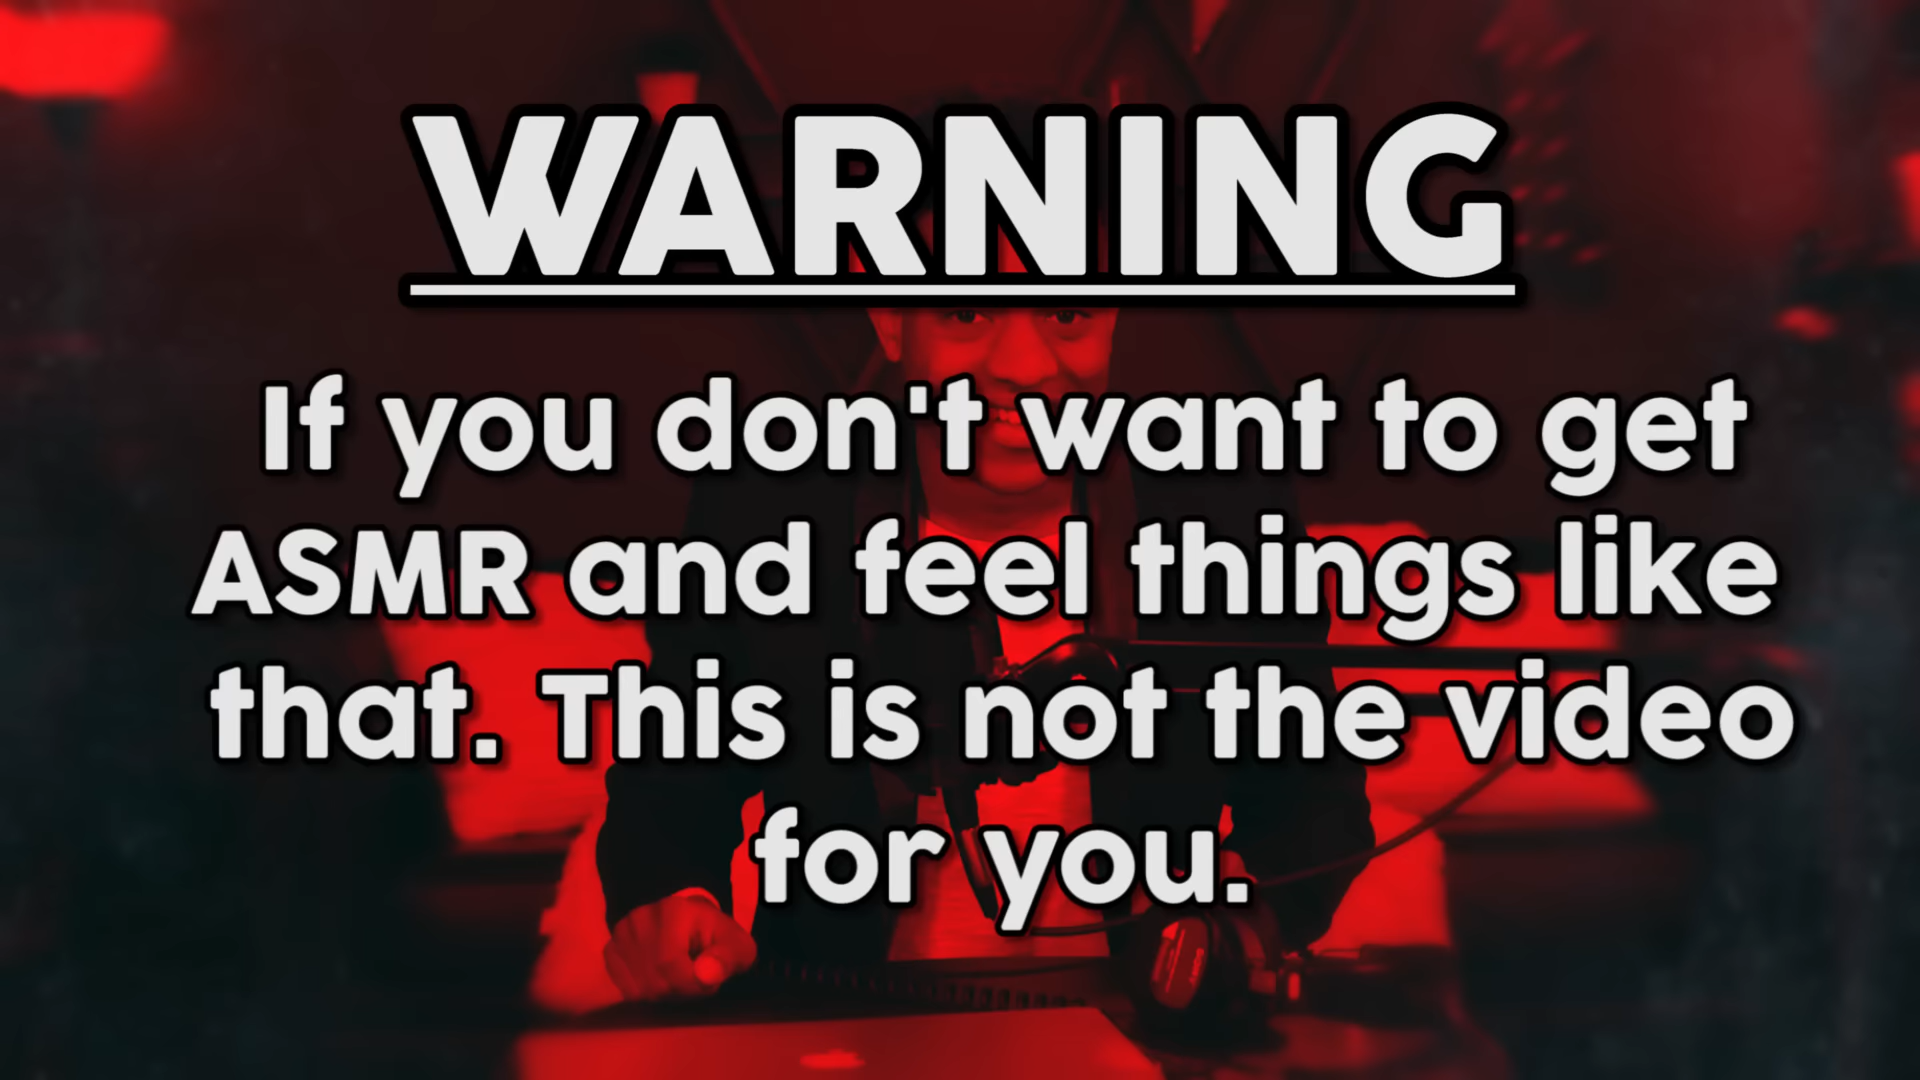 WARNING
If you don't want to get
ASMR and feel things like
that. This is not the video
for you.